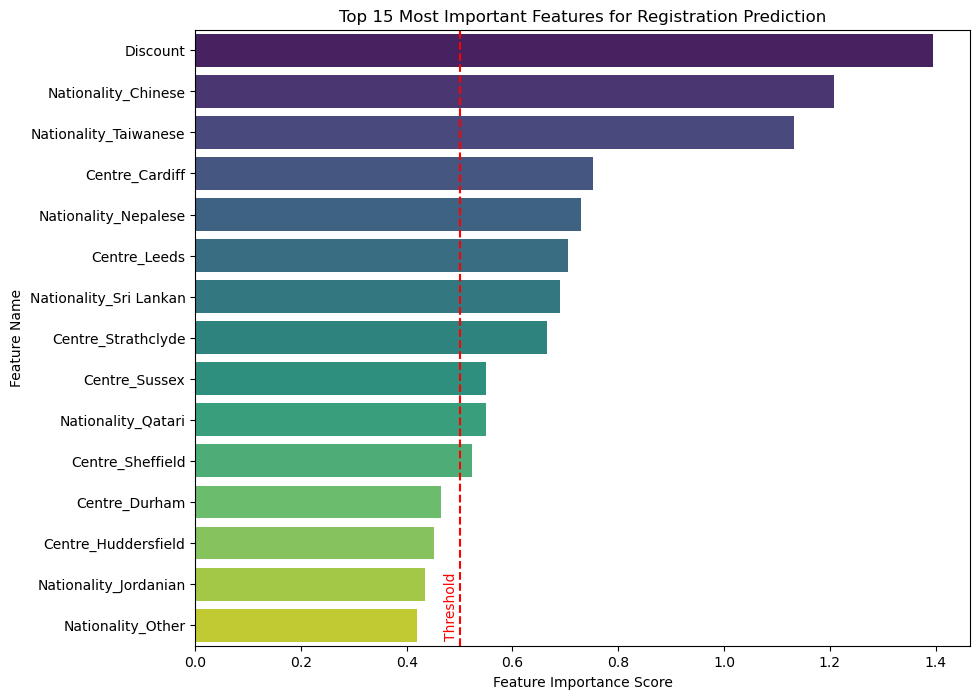 Top 15 Most Important Features for Registration Prediction
Feature Name
Discount
Nationality_Chinese
Nationality_Taiwanese
Centre_Cardiff
Nationality_Nepalese
Centre_Leeds
Nationality_Sri Lankan
Centre_Strathclyde
Centre_Sussex
Nationality_Qatari
Centre_Sheffield
Centre_Durham
Centre_Huddersfield
Nationality_Jordanian
Nationality_Other
Threshold
0.0 0.2 0.4 0.6 0.8 1.0 1.2 1.4
Feature Importance Score